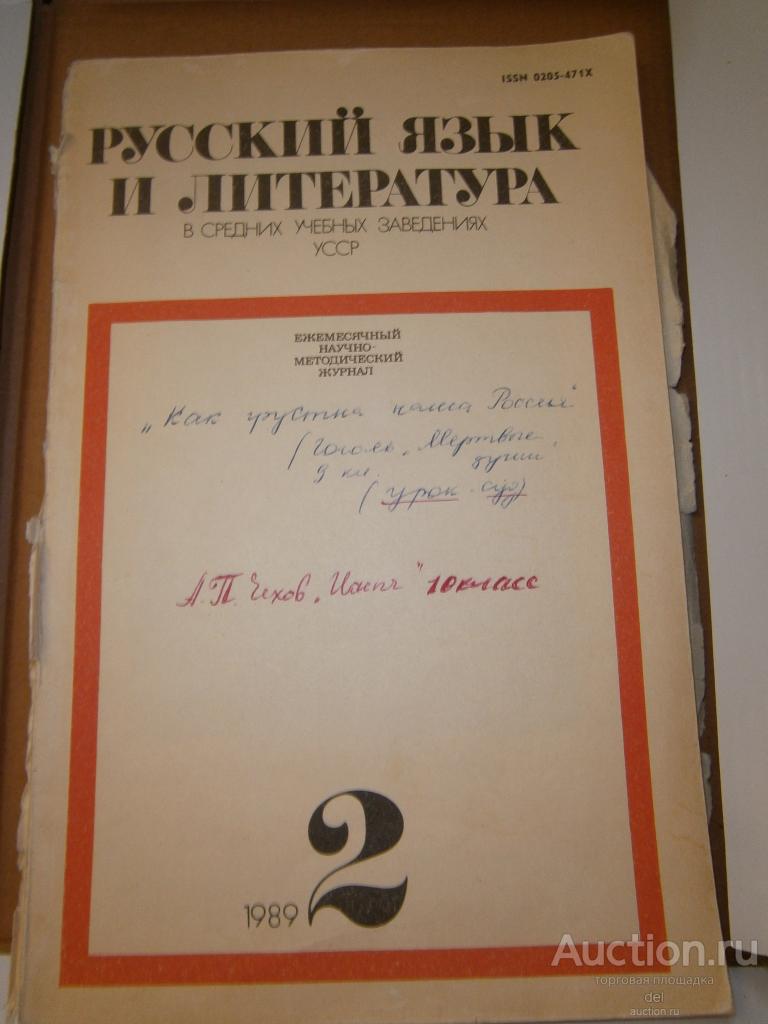 ISSN 0205-471X
РУССКИЙ ЯЗЫК
И ЛИТЕРАТУРА
В СРЕДНИХ УЧЕБНЫХ ЗАВЕДЕНИЯХ
УССР
ЕЖЕМЕСЯЧНЫЙ
НАУЧНО-
МЕТОДИЧЕСКИЙ
ЖУРНАЛ
„Как грустна наша Россия"
(Гоголь „Мертвые
9 кл. души"
(урок - суд)
А.П. Чехов „Ионыч" 10 класс
1989 2
Auction.ru
торговая площадка
del
auction.ru